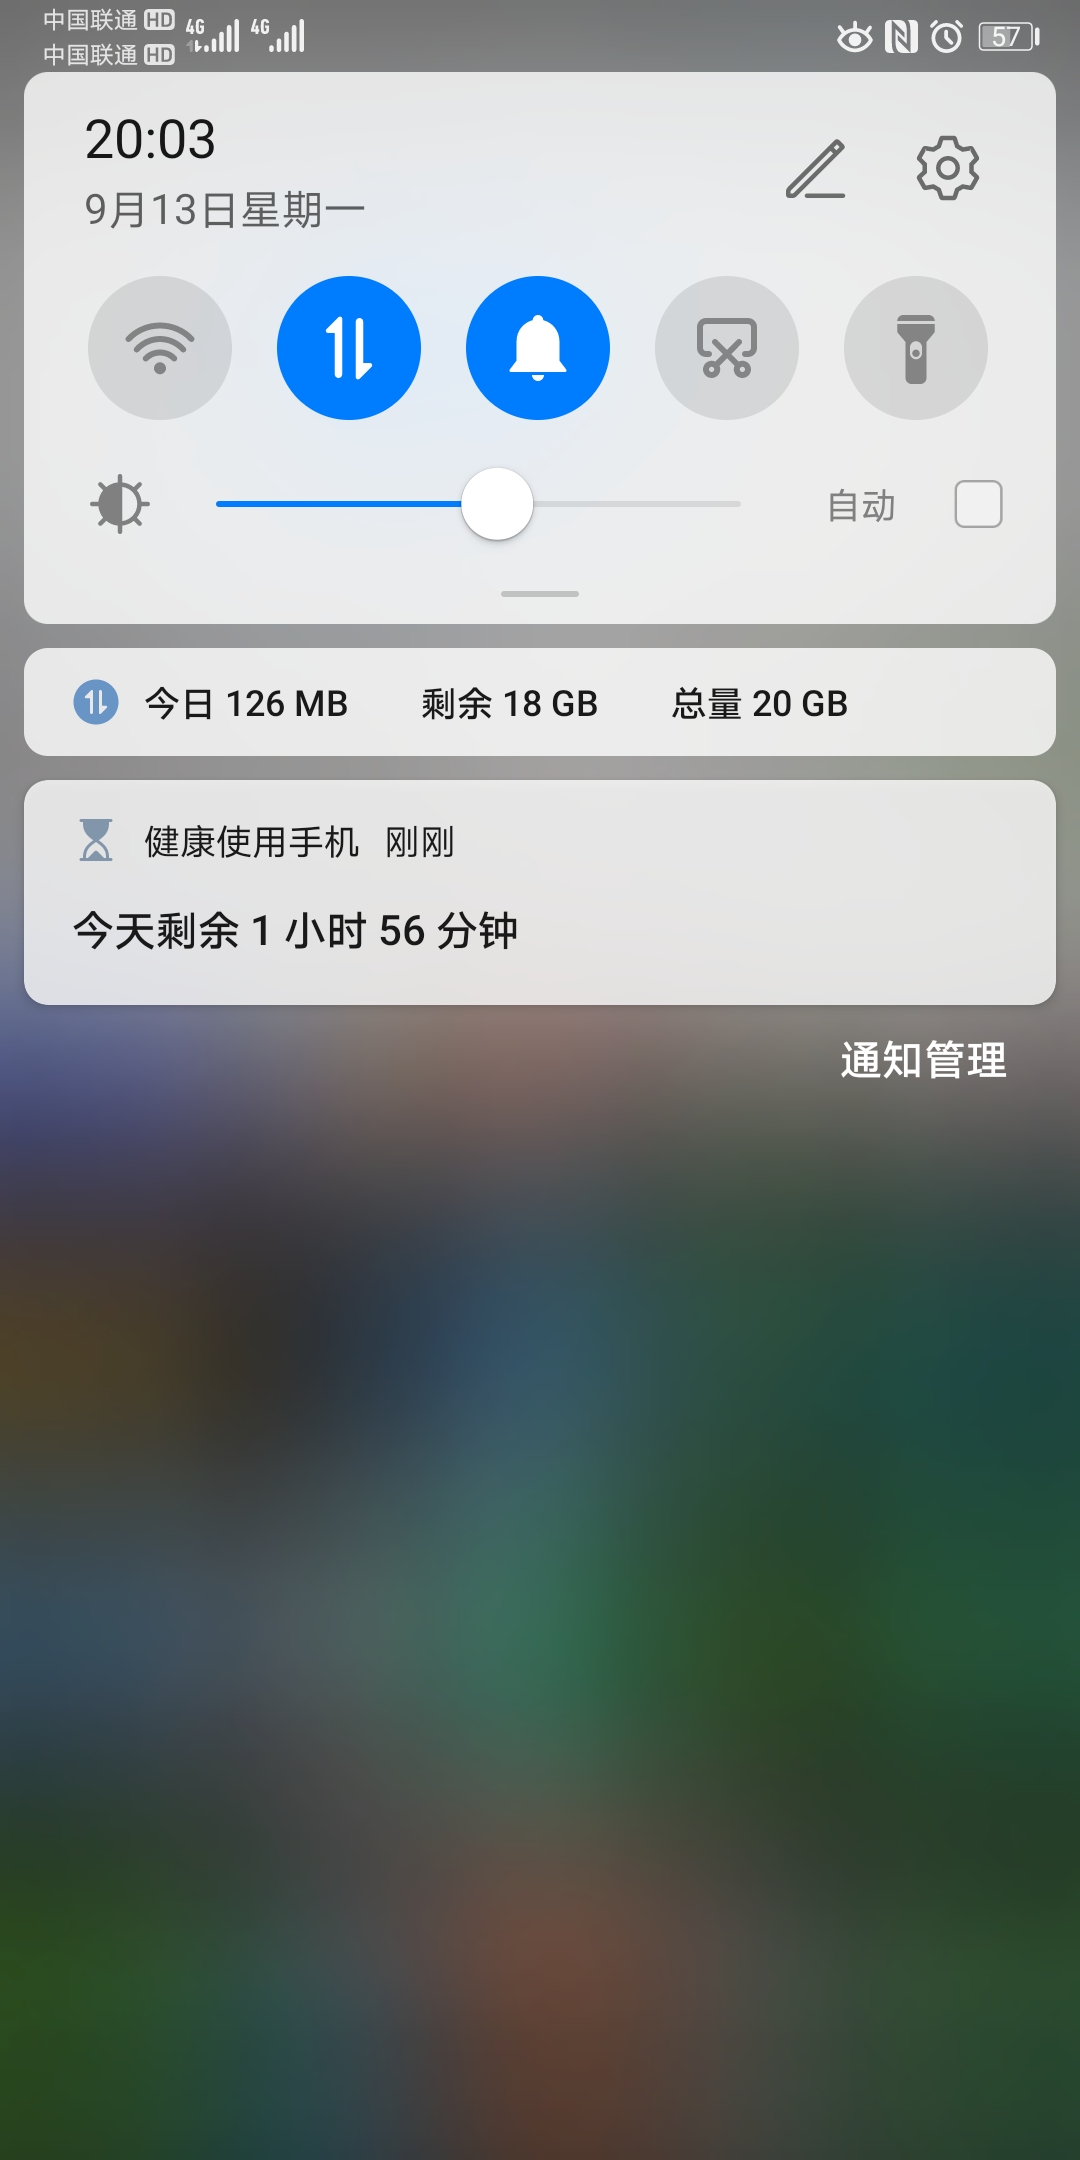 中国联通 HD 4G 4G
中国联通 HD
57
20:03
9月13日星期一
自动
今日 126 MB 剩余 18 GB 总量 20 GB
健康使用手机 刚刚
今天剩余 1 小时 56 分钟
通知管理